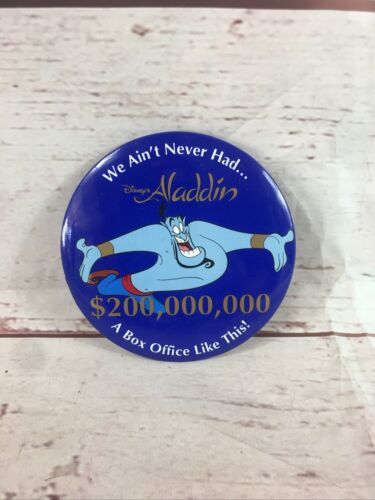 We Ain't Never Had...
Disney's Aladdin
$200,000,000
A Box Office Like This!